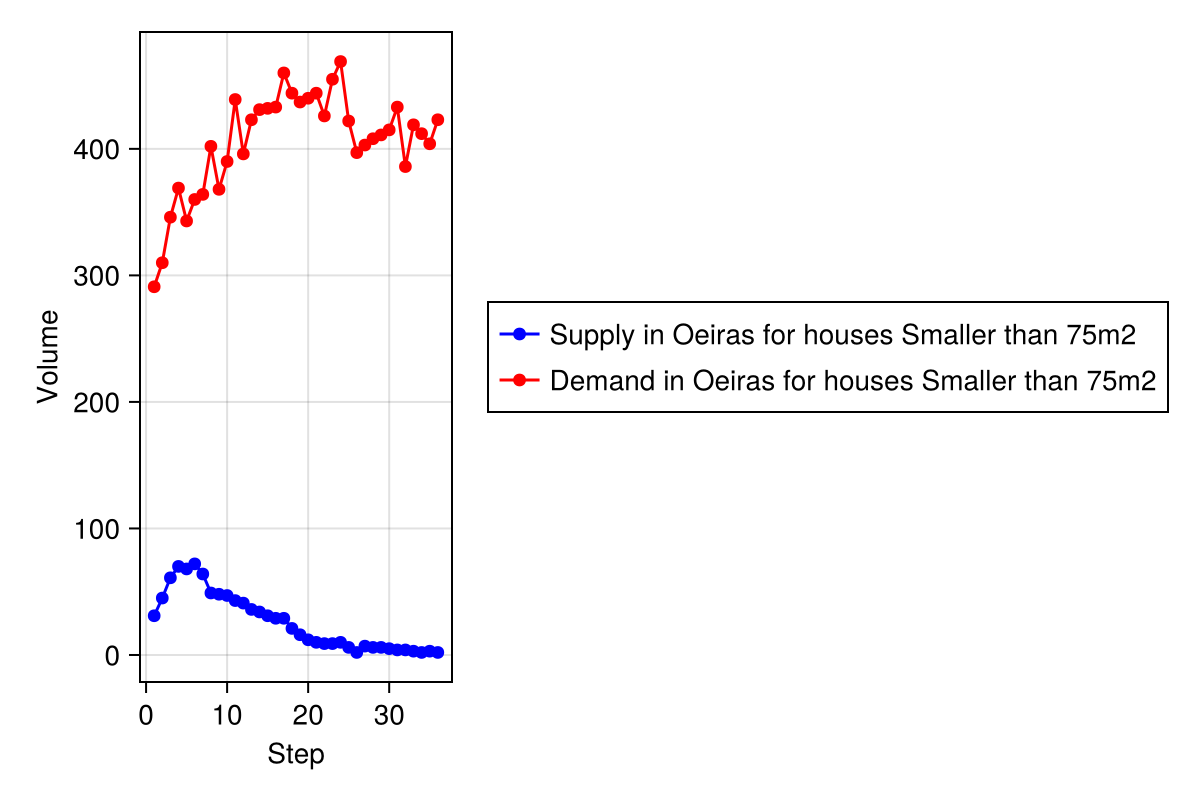 Volume
400
300
200
100
0
0 10 20 30
Step
Supply in Oeiras for houses Smaller than 75m2
Demand in Oeiras for houses Smaller than 75m2